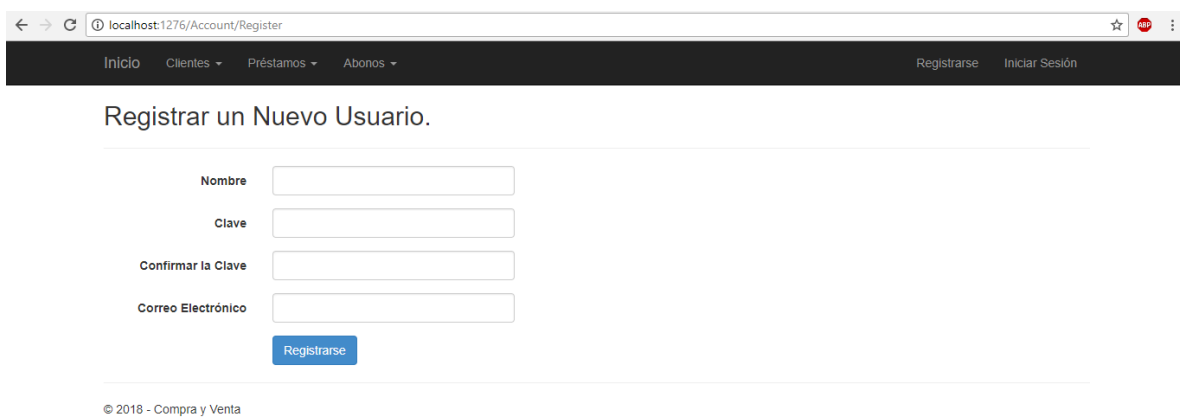 localhost:1276/Account/Register ABP
Inicio Clientes Préstamos Abonos Registrarse Iniciar Sesión
Registrar un Nuevo Usuario.
Nombre
Clave
Confirmar la Clave
Correo Electrónico
Registrarse
© 2018 - Compra y Venta